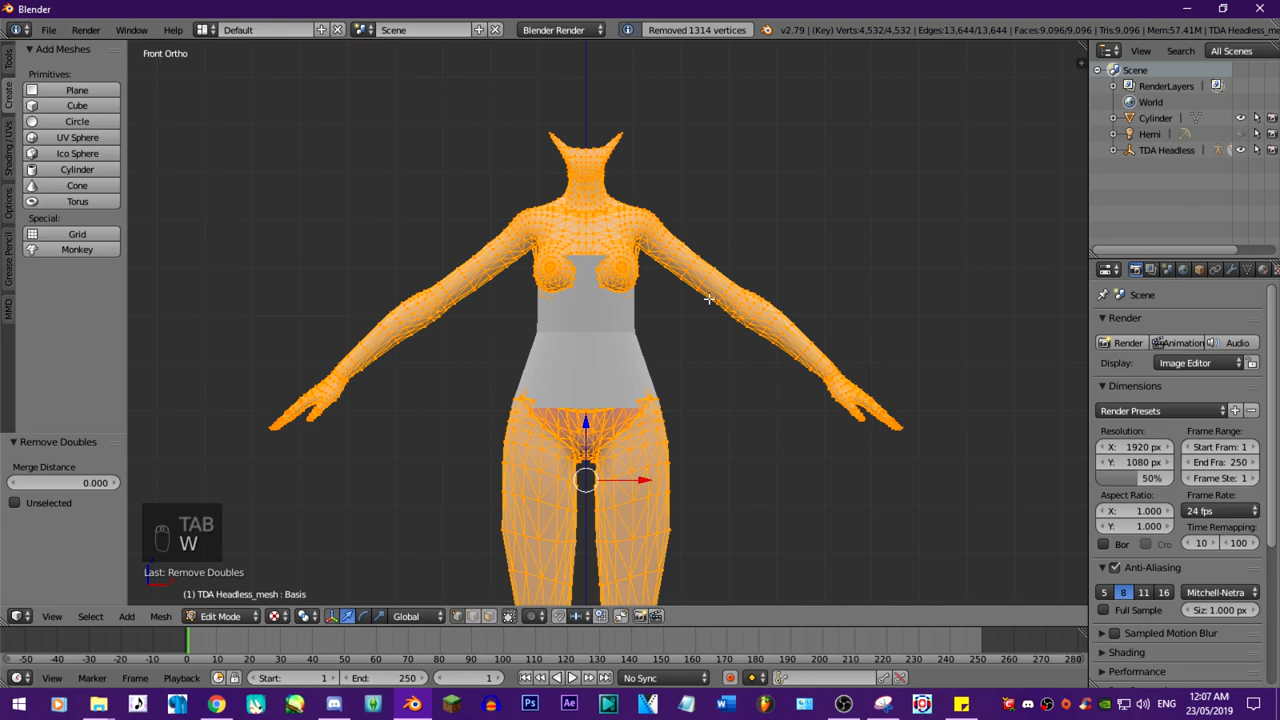 Blender
File
Render
Window
Help
Default
Scene
Blender Render
Removed 1314 vertices
v2.79 | (Key) Verts:4,532/4,532 | Edges:13,644/13,644 | Faces:9,096/9,096 | Tris:9,096 | Mem:57.41M | TDA Headless_me
Add Meshes
Primitives:
Plane
Cube
Circle
UV Sphere
Ico Sphere
Cylinder
Cone
Torus
Special:
Grid
Monkey
Tools
Create
Shading / UVs
Options
Grease Pencil
MMD
Remove Doubles
Merge Distance
0.000
Unselected
Front Ortho
TAB
W
Last: Remove Doubles
(1) TDA Headless_mesh : Basis
View
Select
Add
Mesh
Edit Mode
Global
View
Search
All Scenes
Scene
RenderLayers
World
Cylinder
Hemi
TDA Headless
Scene
Render
Render
Animation
Audio
Display:
Image Editor
Dimensions
Render Presets
Resolution:
Frame Range:
X: 1920 px
Start Fram: 1
Y: 1080 px
End Fra: 250
50%
Frame Ste: 1
Aspect Ratio:
Frame Rate:
X: 1.000
24 fps
Y: 1.000
Time Remapping:
Bor
Cro
10
100
Anti-Aliasing
5
8
11
16
Mitchell-Netra
Full Sample
Siz: 1.000 px
Sampled Motion Blur
Shading
Performance
-50 -40 -30 -20 -10 0 10 20 30 40 50 60 70 80 90 100 110 120 130 140 150 160 170 180 190 200 210 220 230 240 250 260 270 280
View
Marker
Frame
Playback
Start: 1
End: 250
1
No Sync
Ps
Ae
ENG
12:07 AM
23/05/2019